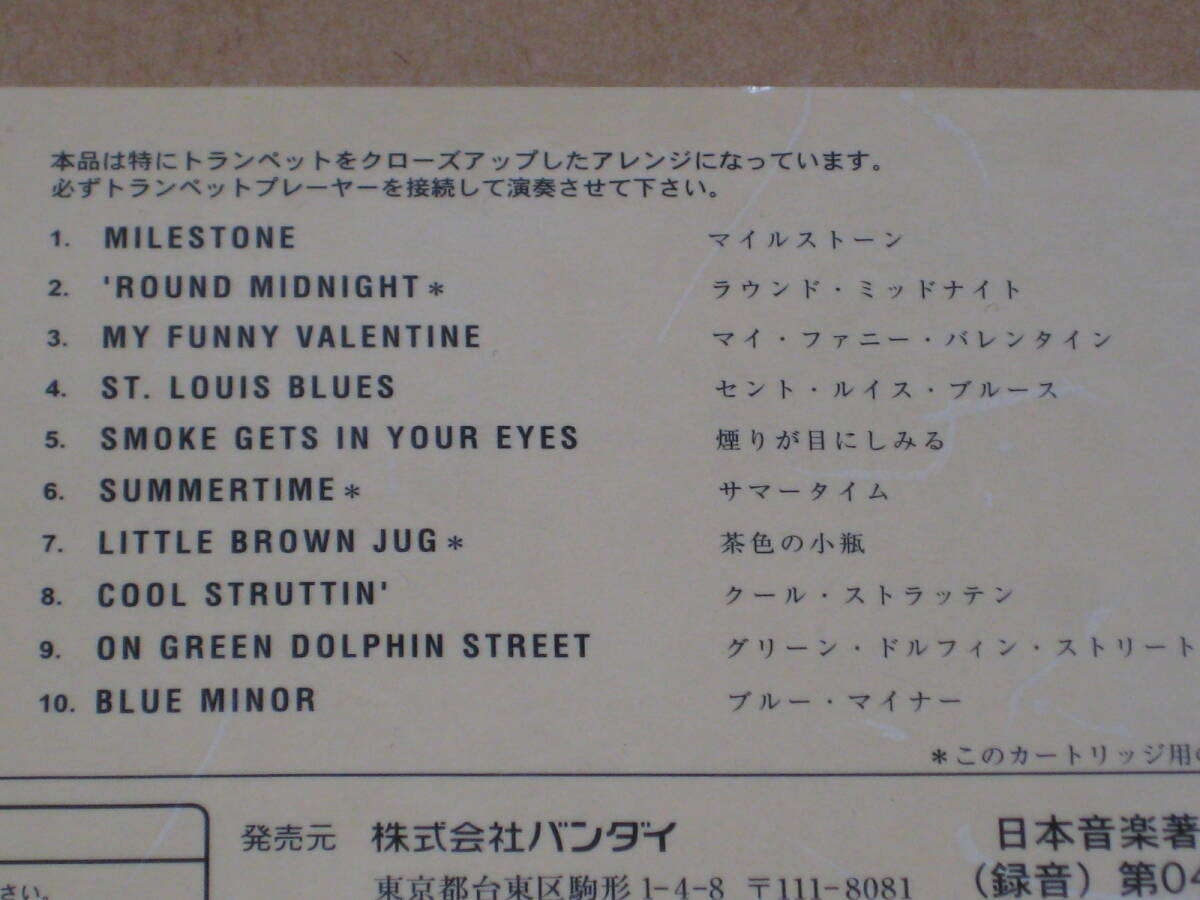 本品は特にトランペットをクローズアップしたアレンジになっています。
必ずトランペットプレーヤーを接続して演奏させて下さい。
1. MILESTONE マイルストーン
2. 'ROUND MIDNIGHT＊ ラウンド・ミッドナイト
3. MY FUNNY VALENTINE マイ・ファニー・バレンタイン
4. ST. LOUIS BLUES セント・ルイス・ブルース
5. SMOKE GETS IN YOUR EYES 煙りが目にしみる
6. SUMMERTIME＊ サマータイム
7. LITTLE BROWN JUG＊ 茶色の小瓶
8. COOL STRUTTIN' クール・ストラッテン
9. ON GREEN DOLPHIN STREET グリーン・ドルフィン・ストリート
10. BLUE MINOR ブルー・マイナー
＊このカートリッジ用の
発売元 株式会社バンダイ
日本音楽著
東京都台東区駒形1-4-8 〒111-8081
(録音) 第04
さい。